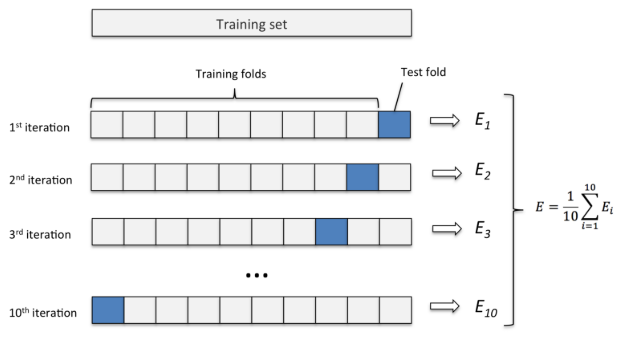 Training set
Training folds
Test fold
1st iteration
E1
2nd iteration
E2
3rd iteration
E3
...
10th iteration
E10
E = 1/10 ∑_{i=1}^{10} E_i